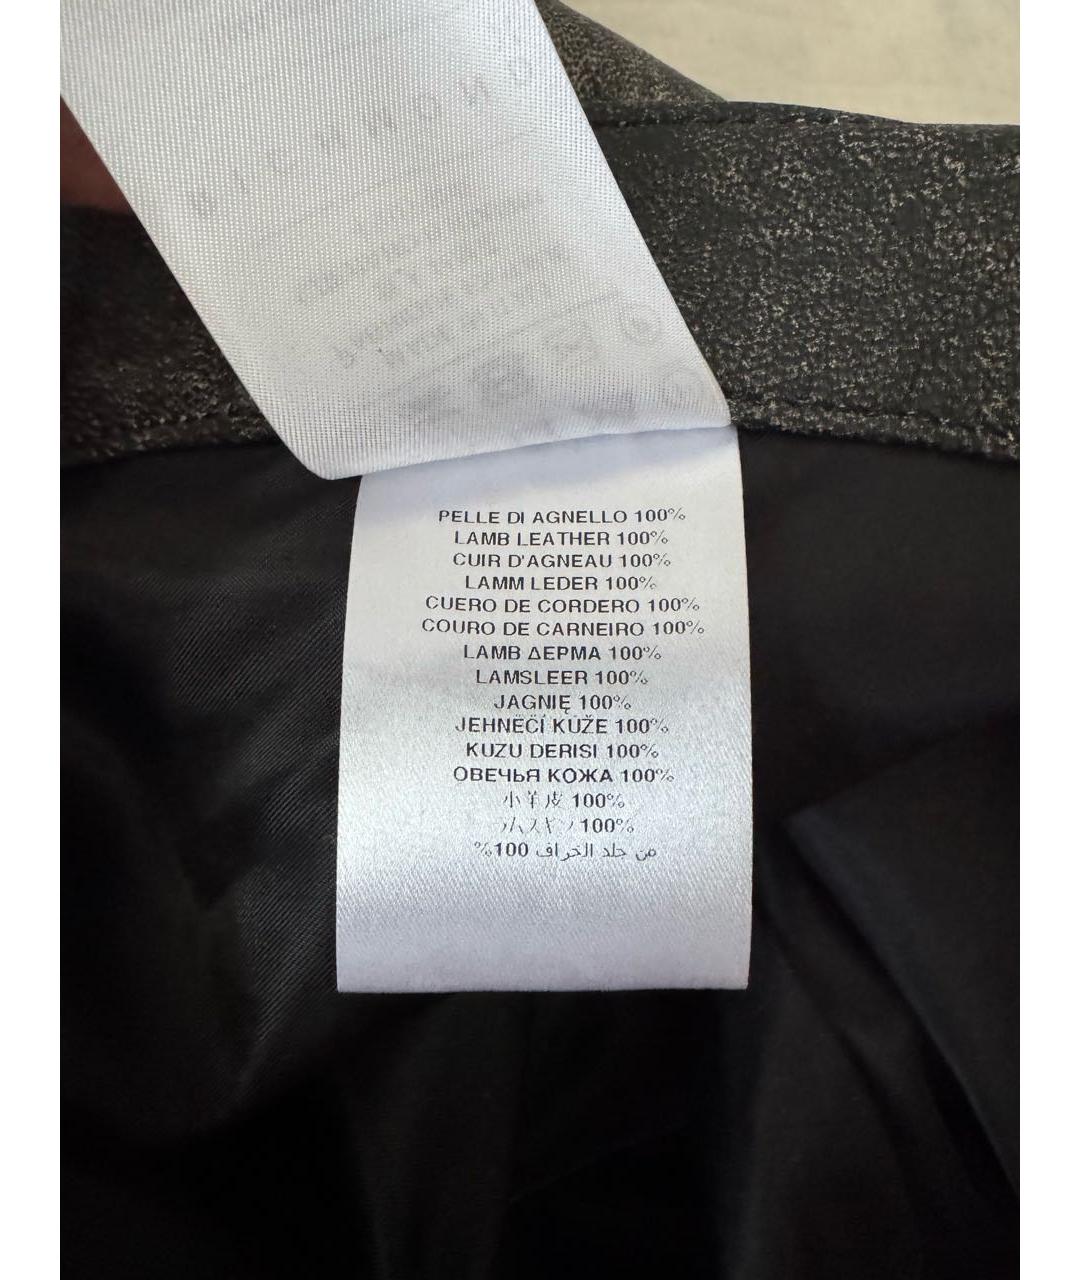 RICHMOND
PELLE DI AGNELLO 100%
LAMB LEATHER 100%
CUIR D'AGNEAU 100%
LAMM LEDER 100%
CUERO DE CORDERO 100%
COURO DE CARNEIRO 100%
LAMB ΔΕΡΜΑ 100%
LAMSLEER 100%
JAGNIĘ 100%
JEHNĚČÍ KŮŽE 100%
KUZU DERISI 100%
ОВЕЧЬЯ КОЖА 100%
小羊皮 100%
ラムスキン 100%
من جلد الخراف 100%